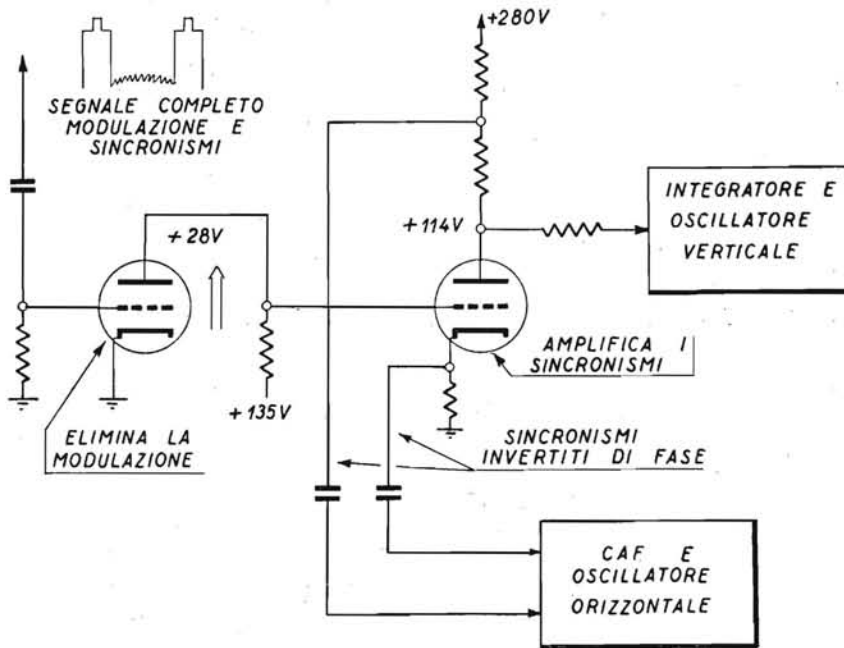 +280V
SEGNALE COMPLETO
MODULAZIONE E
SINCRONISMI
+28V
+114V
INTEGRATORE E
OSCILLATORE
VERTICALE
AMPLIFICA I
SINCRONISMI
+135V
ELIMINA LA
MODULAZIONE
SINCRONISMI
INVERTITI DI FASE
CAF E
OSCILLATORE
ORIZZONTALE